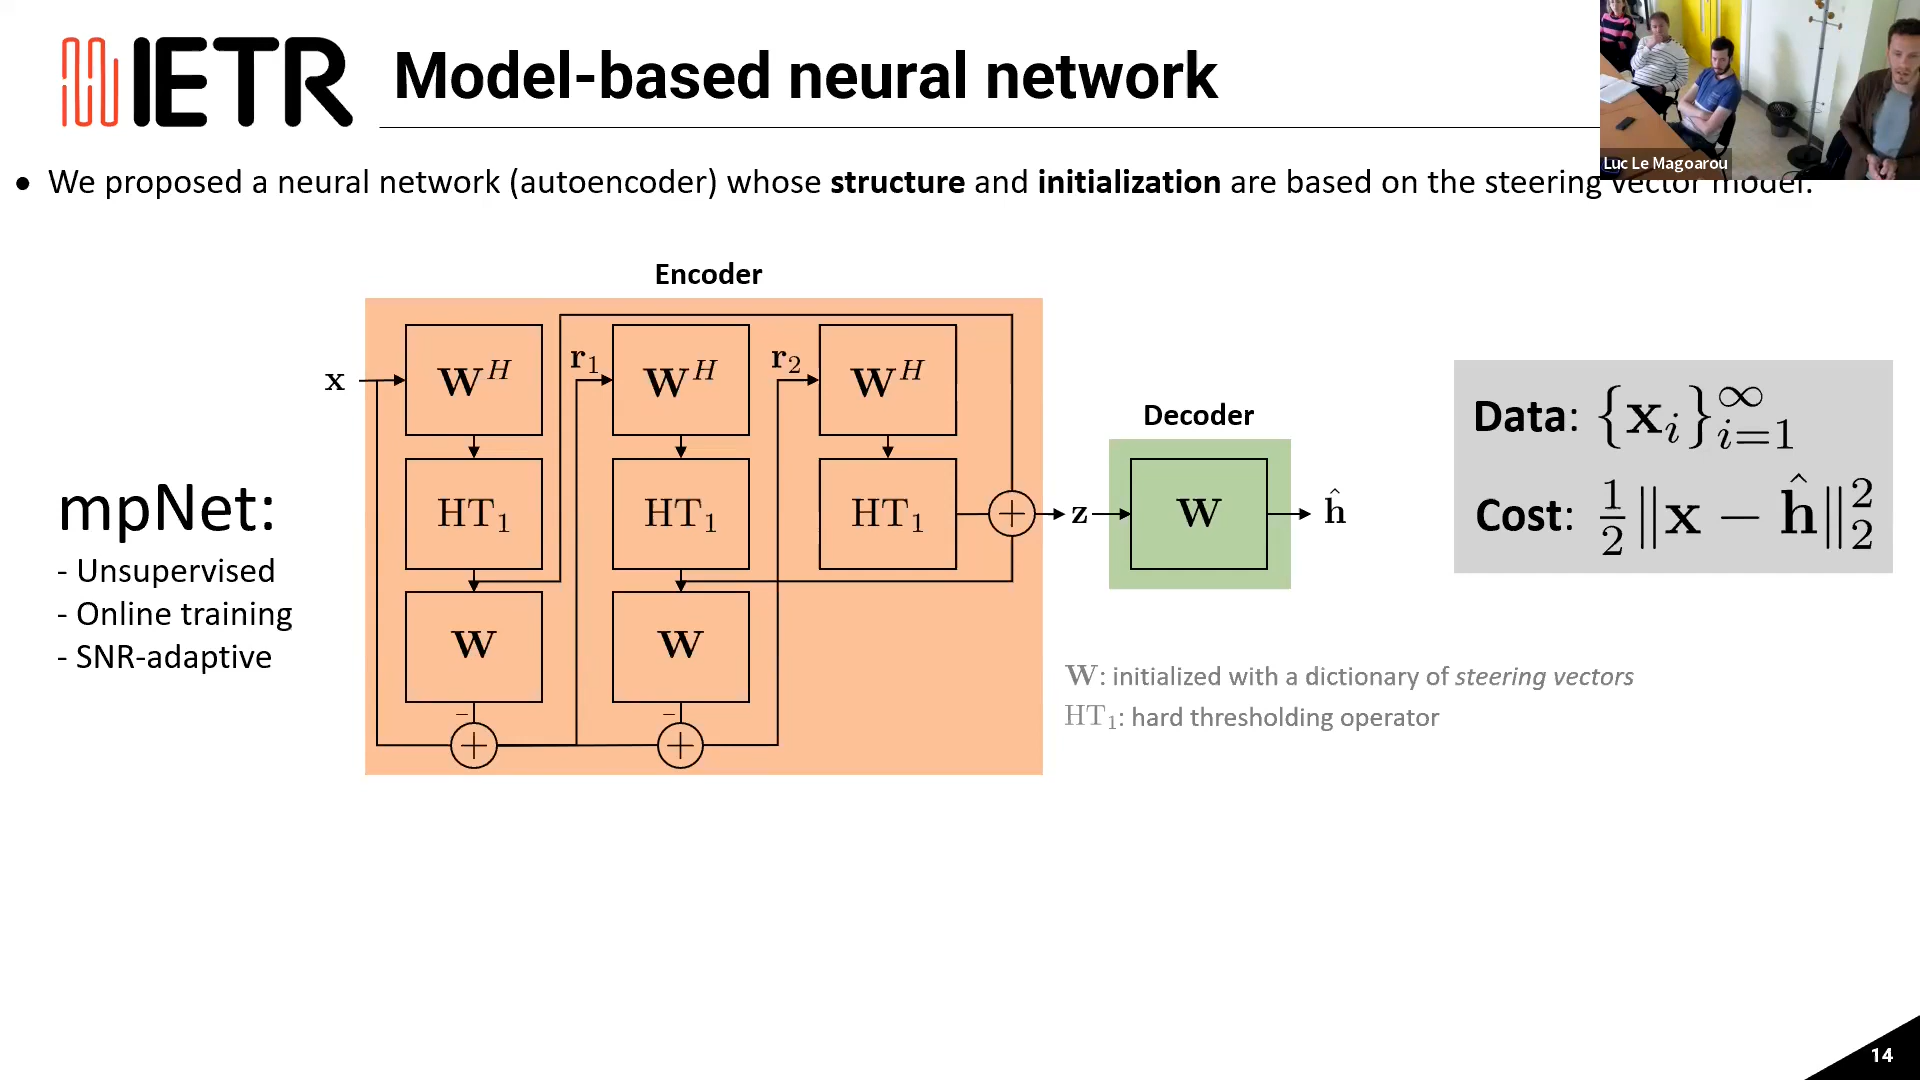 IETR
Model-based neural network
Luc Le Magoarou
• We proposed a neural network (autoencoder) whose structure and initialization are based on the steering vector model.
Encoder
x
W^H r₁ W^H r₂ W^H
Decoder
HT₁ HT₁ HT₁ + z W ĥ
W W
− −
+ +
mpNet:
- Unsupervised
- Online training
- SNR-adaptive
Data: {x_i}_{i=1}^∞
Cost: 1/2 ||x − ĥ||₂²
W: initialized with a dictionary of steering vectors
HT₁: hard thresholding operator
14